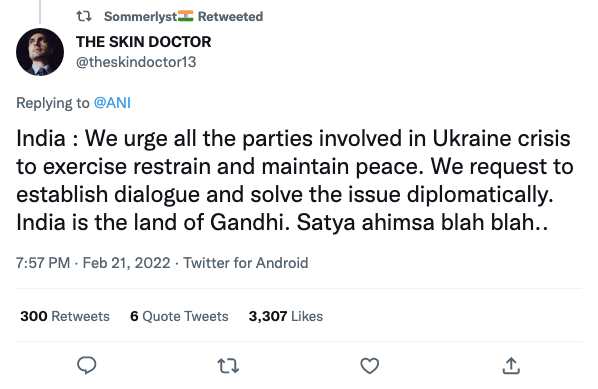 Sommerlyst🇮🇳 Retweeted
THE SKIN DOCTOR
@theskindoctor13
Replying to @ANI
India : We urge all the parties involved in Ukraine crisis
to exercise restrain and maintain peace. We request to
establish dialogue and solve the issue diplomatically.
India is the land of Gandhi. Satya ahimsa blah blah..
7:57 PM · Feb 21, 2022 · Twitter for Android
300 Retweets 6 Quote Tweets 3,307 Likes